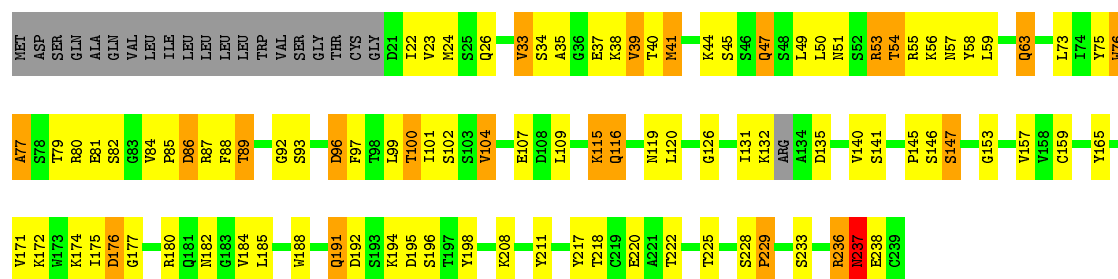 MET ASP SER GLN ALA GLN VAL LEU ILE LEU LEU LEU LEU TRP VAL SER GLY THR CYS GLY D21 I22 V23 M24 S25 Q26 V33 S34 A35 G36 E37 K38 V39 T40 M41 K44 S45 S46 Q47 S48 L49 L50 N51 S52 R53 T54 R55 K56 N57 Y58 L59 Q63 L73 I74 Y75 W76
A77 S78 T79 R80 E81 S82 G83 V84 P85 D86 R87 F88 T89 G92 S93 D96 F97 T98 L99 T100 I101 S102 S103 V104 E107 D108 L109 K115 Q116 N119 L120 G126 I131 K132 ARG A134 D135 V140 S141 P145 S146 S147 G153 V157 V158 C159 Y165
V171 K172 W173 K174 I175 D176 G177 R180 Q181 N182 G183 V184 L185 W188 Q191 D192 S193 K194 D195 S196 T197 Y198 K208 Y211 Y217 T218 C219 E220 A221 T222 T225 S228 P229 S233 R236 N237 E238 C239